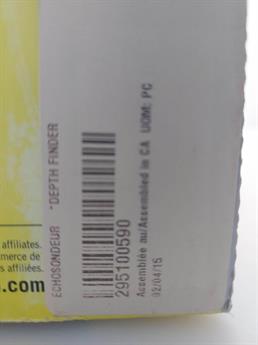 ECHOSONDEUR *DEPTH FINDER
295100590
Assemblée au/Assembled in CA UOM: PC
02/04/15
affiliates.
merce de
s affiliées.
.com